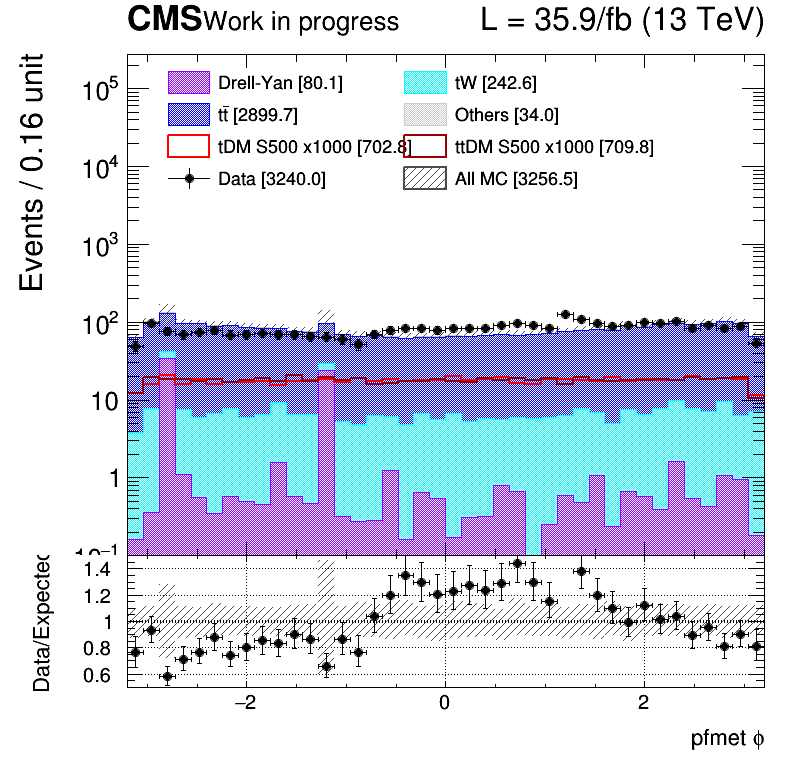 CMS Work in progress L = 35.9/fb (13 TeV)
Events / 0.16 unit
Drell-Yan [80.1] tW [242.6]
tt̄ [2899.7] Others [34.0]
tDM S500 x1000 [702.8] ttDM S500 x1000 [709.8]
Data [3240.0] All MC [3256.5]
10⁵
10⁴
10³
10²
10
1
10⁻¹
Data/Expected
1.4
1.2
1
0.8
0.6
−2 0 2
pfmet ϕ